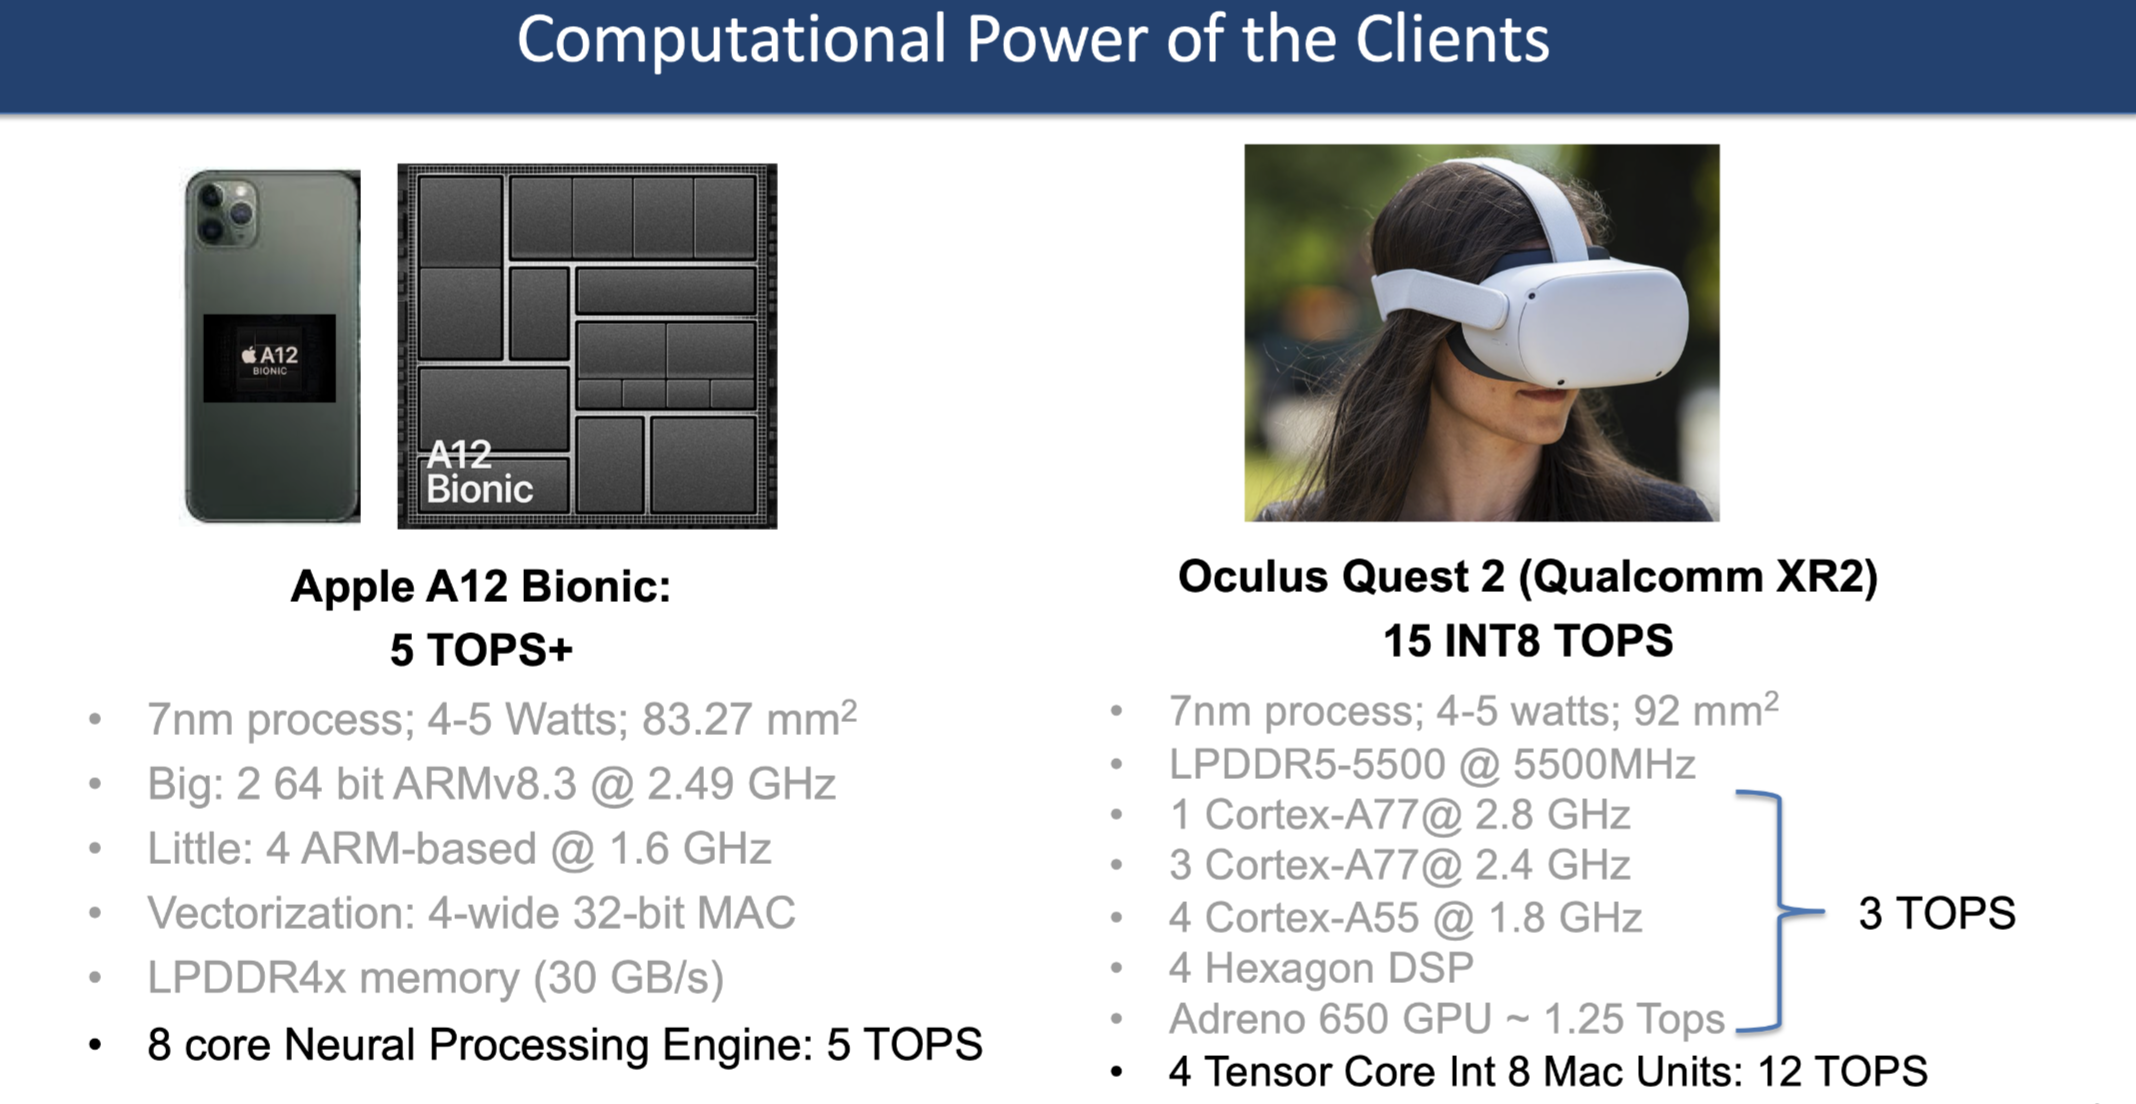 Computational Power of the Clients
A12
BIONIC
A12
Bionic
Apple A12 Bionic:
5 TOPS+
• 7nm process; 4-5 Watts; 83.27 mm²
• Big: 2 64 bit ARMv8.3 @ 2.49 GHz
• Little: 4 ARM-based @ 1.6 GHz
• Vectorization: 4-wide 32-bit MAC
• LPDDR4x memory (30 GB/s)
• 8 core Neural Processing Engine: 5 TOPS
Oculus Quest 2 (Qualcomm XR2)
15 INT8 TOPS
• 7nm process; 4-5 watts; 92 mm²
• LPDDR5-5500 @ 5500MHz
• 1 Cortex-A77@ 2.8 GHz
• 3 Cortex-A77@ 2.4 GHz
• 4 Cortex-A55 @ 1.8 GHz
• 4 Hexagon DSP
• Adreno 650 GPU ~ 1.25 Tops
3 TOPS
• 4 Tensor Core Int 8 Mac Units: 12 TOPS